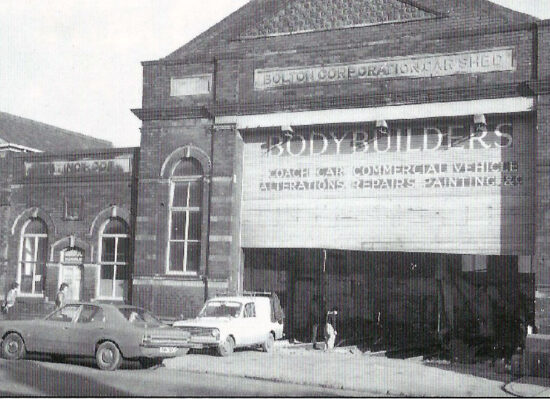 BOLTON CORPORATION CAR SHED
BODYBUILDERS
COACH CAR COMMERCIAL VEHICLE
ALTERATIONS REPAIRS PAINTING &c